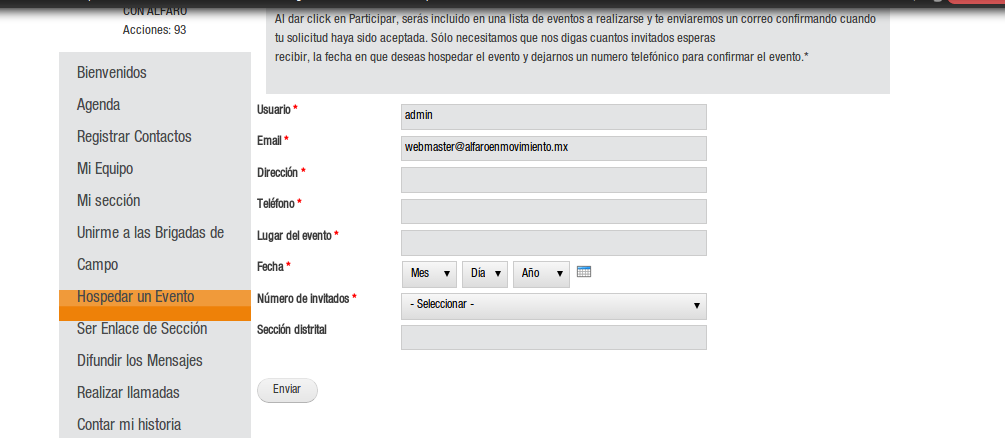 CON ALFARO
Acciones: 93
Bienvenidos
Agenda
Registrar Contactos
Mi Equipo
Mi sección
Unirme a las Brigadas de
Campo
Hospedar un Evento
Ser Enlace de Sección
Difundir los Mensajes
Realizar llamadas
Contar mi historia
Al dar click en Participar, serás incluido en una lista de eventos a realizarse y te enviaremos un correo confirmando cuando
tu solicitud haya sido aceptada. Sólo necesitamos que nos digas cuantos invitados esperas
recibir, la fecha en que deseas hospedar el evento y dejarnos un numero telefónico para confirmar el evento.*
Usuario * admin
Email * webmaster@alfaroenmovimiento.mx
Dirección *
Teléfono *
Lugar del evento *
Fecha * Mes Día Año
Número de invitados * - Seleccionar -
Sección distrital
Enviar